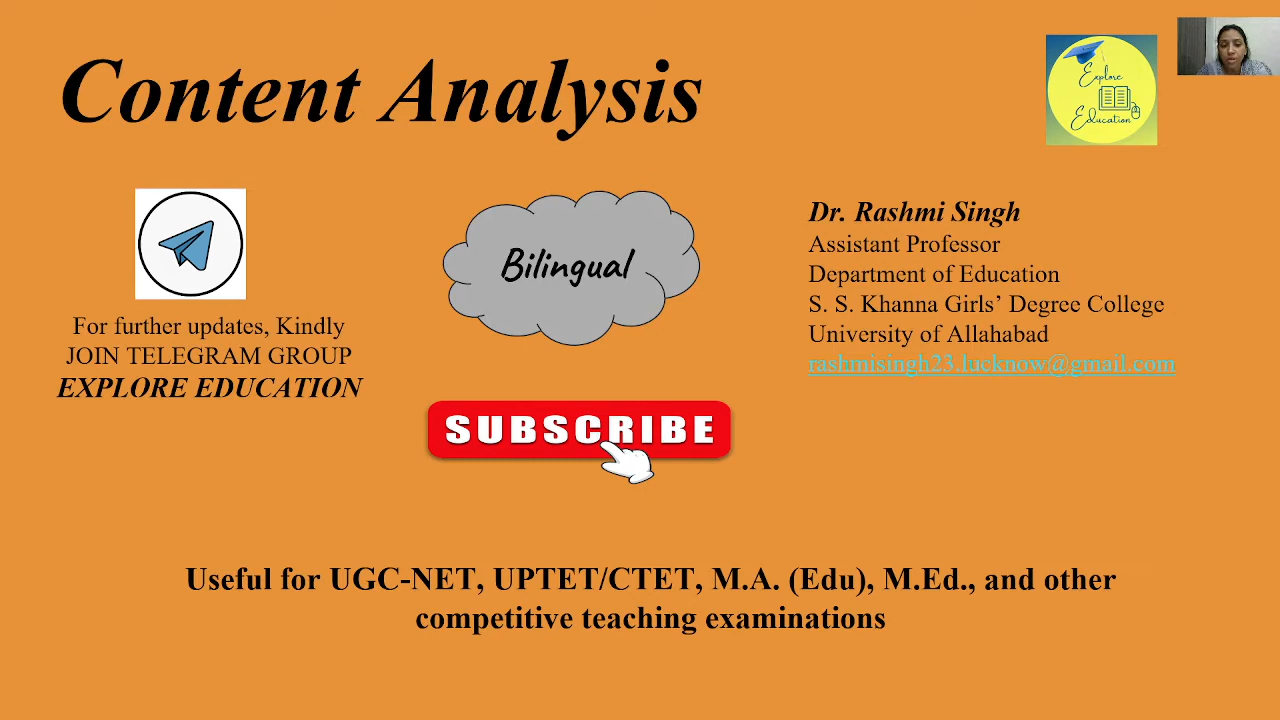 Content Analysis
Explore
Education
For further updates, Kindly
JOIN TELEGRAM GROUP
EXPLORE EDUCATION
Bilingual
SUBSCRIBE
Dr. Rashmi Singh
Assistant Professor
Department of Education
S. S. Khanna Girls’ Degree College
University of Allahabad
rashmisingh23.lucknow@gmail.com
Useful for UGC-NET, UPTET/CTET, M.A. (Edu), M.Ed., and other
competitive teaching examinations